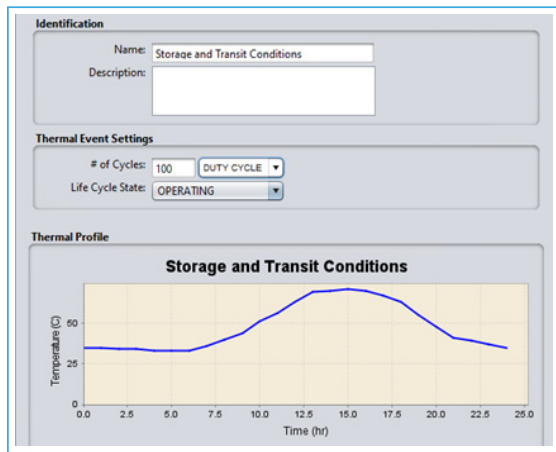 Identification
Name: Storage and Transit Conditions
Description:
Thermal Event Settings
# of Cycles: 100 DUTY CYCLE
Life Cycle State: OPERATING
Thermal Profile
Storage and Transit Conditions
Temperature (C)
50
25
0
0.0 2.5 5.0 7.5 10.0 12.5 15.0 17.5 20.0 22.5 25.0
Time (hr)